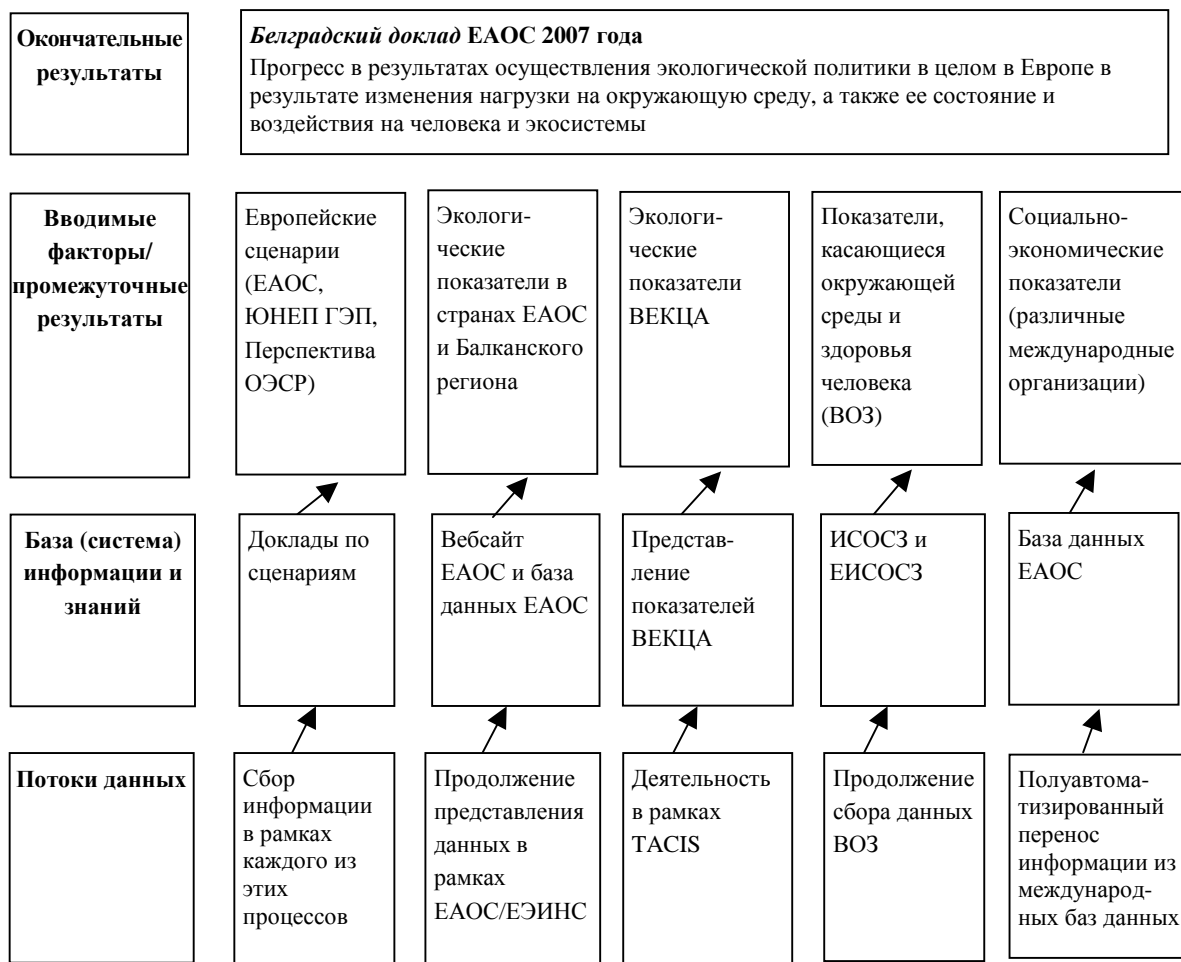 Окончательные
результаты
Белградский доклад ЕАОС 2007 года
Прогресс в результатах осуществления экологической политики в целом в Европе в
результате изменения нагрузки на окружающую среду, а также ее состояние и
воздействия на человека и экосистемы
Вводимые
факторы/
промежуточные
результаты
Европейские
сценарии
(ЕАОС,
ЮНЕП ГЭП,
Перспектива
ОЭСР)
Экологи-
ческие
показатели в
странах ЕАОС
и Балканского
региона
Экологи-
ческие
показатели
ВЕКЦА
Показатели,
касающиеся
окружающей
среды и
здоровья
человека
(ВОЗ)
Социально-
экономические
показатели
(различные
международные
организации)
База (система)
информации и
знаний
Доклады по
сценариям
Вебсайт
ЕАОС и база
данных ЕАОС
Представ-
ление
показателей
ВЕКЦА
ИСОСЗ и
ЕИСОСЗ
База данных
ЕАОС
Потоки данных
Сбор
информации
в рамках
каждого из
этих
процессов
Продолжение
представления
данных в
рамках
ЕАОС/ЕЭИНС
Деятельность
в рамках
TACIS
Продолжение
сбора данных
ВОЗ
Полуавтома-
тизированный
перенос
информации из
международ-
ных баз данных